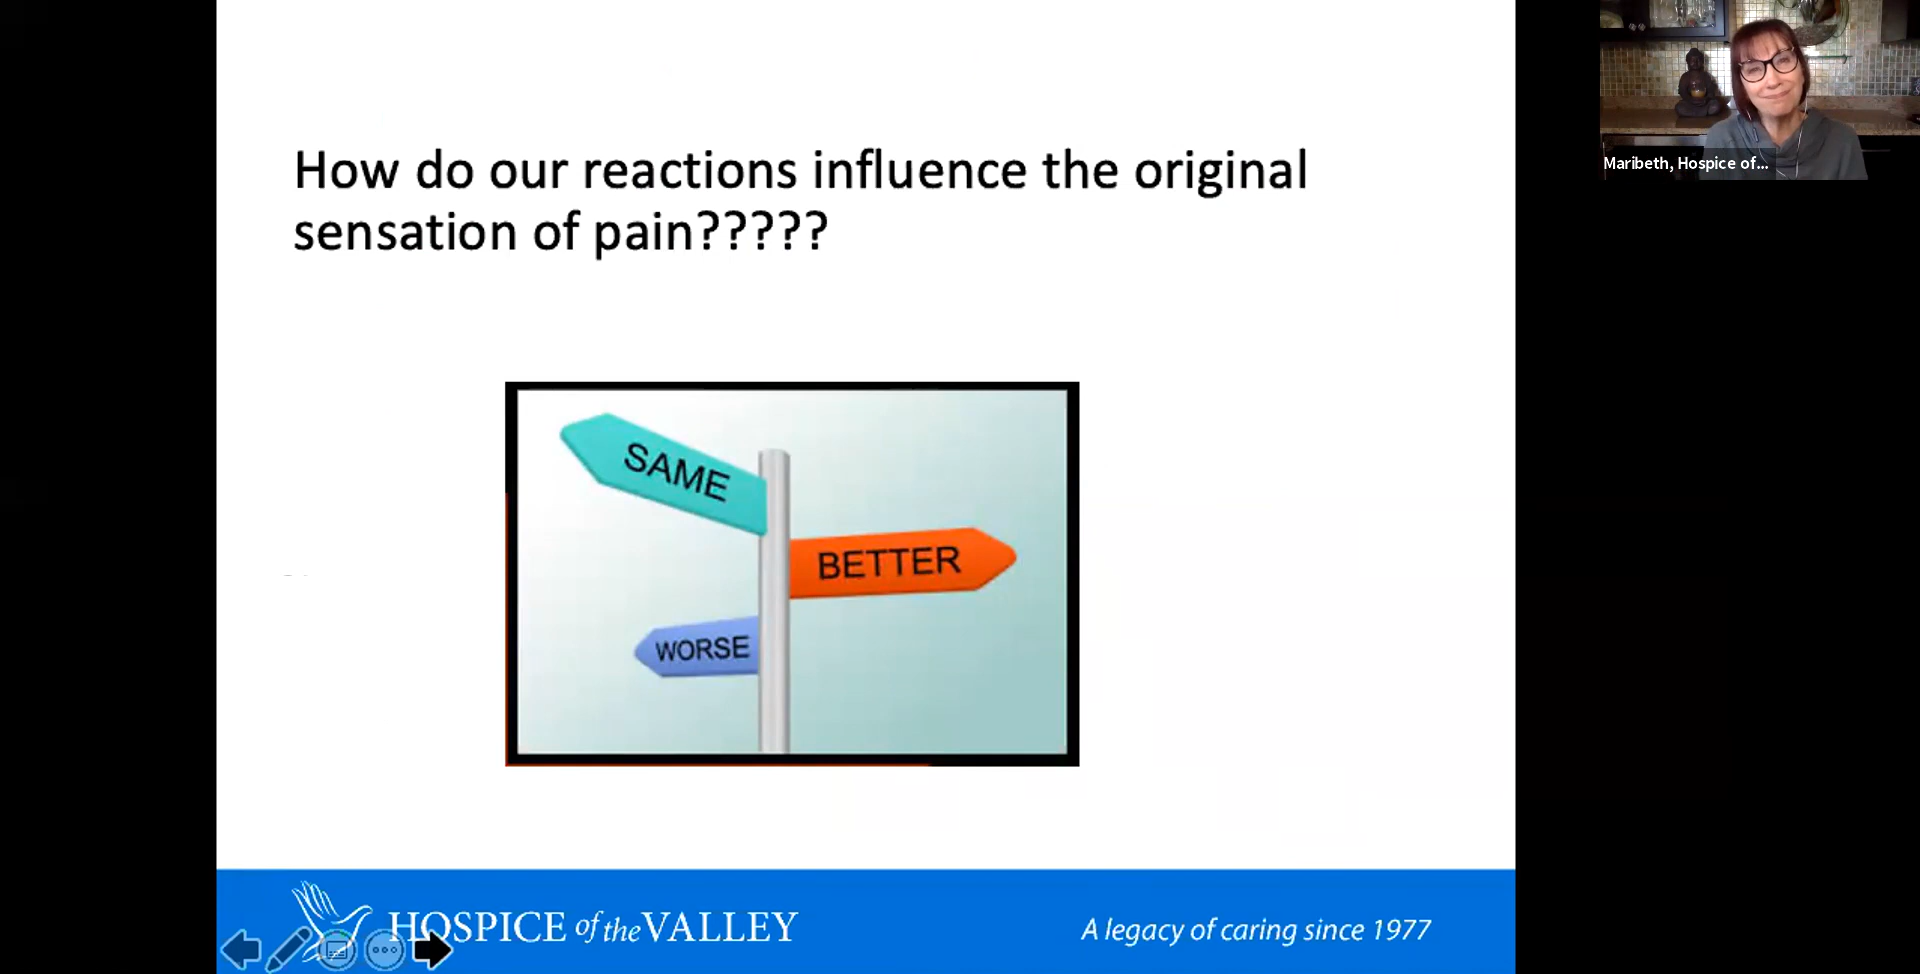 How do our reactions influence the original
sensation of pain?????
SAME
BETTER
WORSE
HOSPICE of the VALLEY
A legacy of caring since 1977
Maribeth, Hospice of...